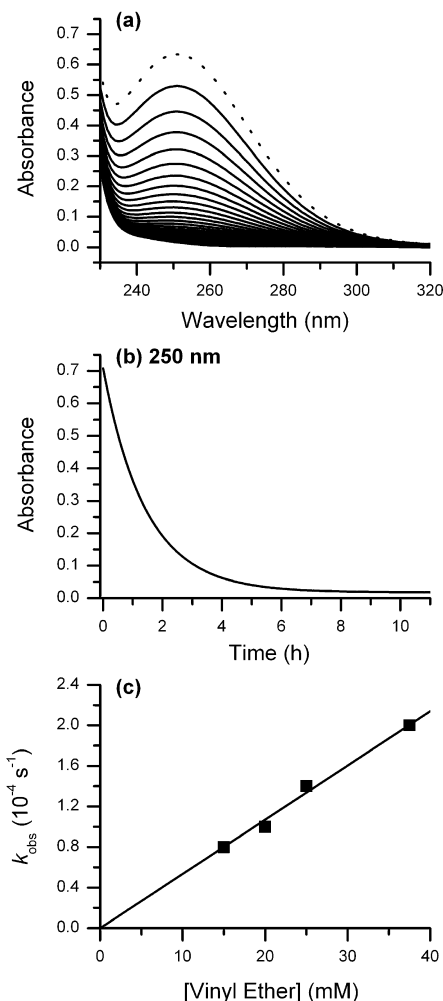 (a)
0.7
0.6
0.5
0.4
0.3
0.2
0.1
0.0
Absorbance
240 260 280 300 320
Wavelength (nm)
(b) 250 nm
0.7
0.6
0.5
0.4
0.3
0.2
0.1
0.0
Absorbance
0 2 4 6 8 10
Time (h)
(c)
2.4
2.0
1.6
1.2
0.8
0.4
0.0
k_obs (10⁻⁴ s⁻¹)
0 10 20 30 40
[Vinyl Ether] (mM)